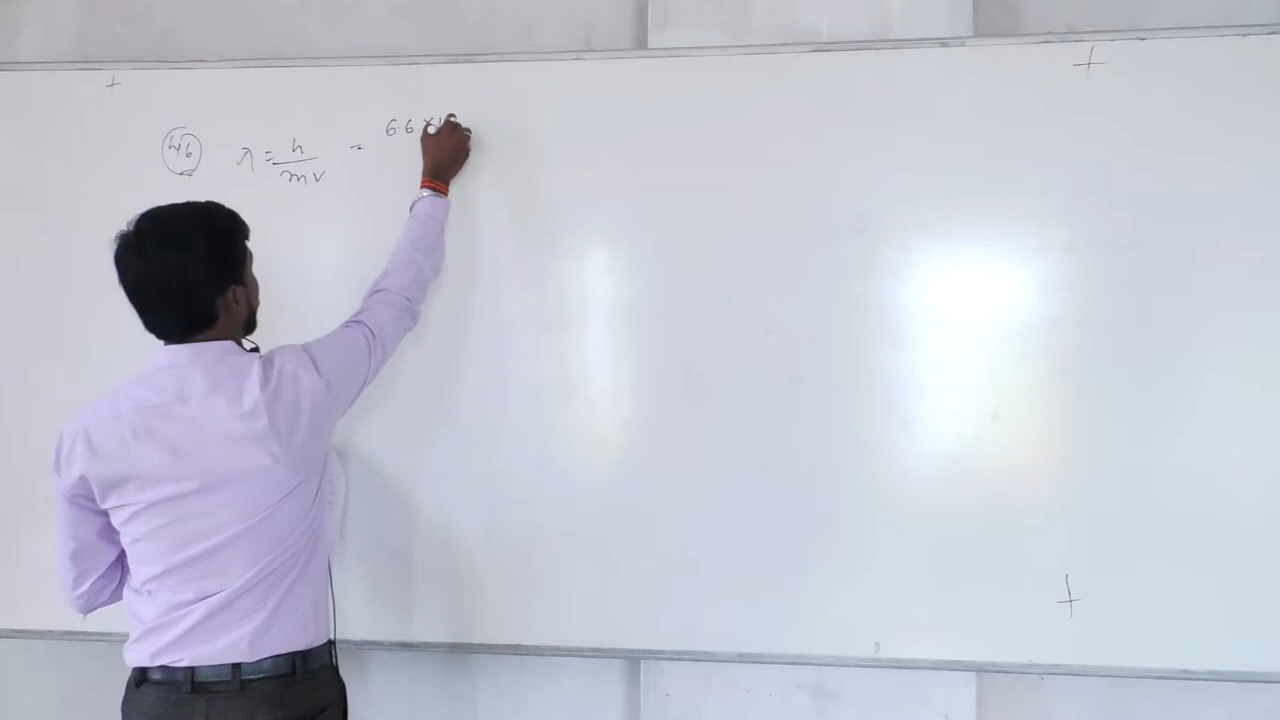 46 λ = h/mv = 6.6 ×